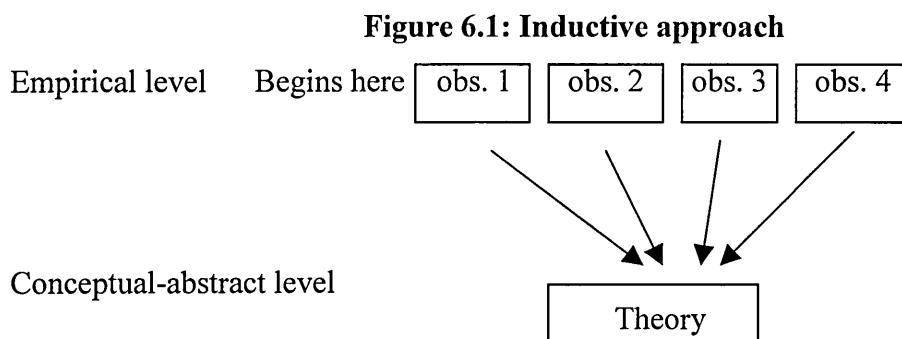 Figure 6.1: Inductive approach
Empirical level Begins here obs. 1 obs. 2 obs. 3 obs. 4
Conceptual-abstract level
Theory